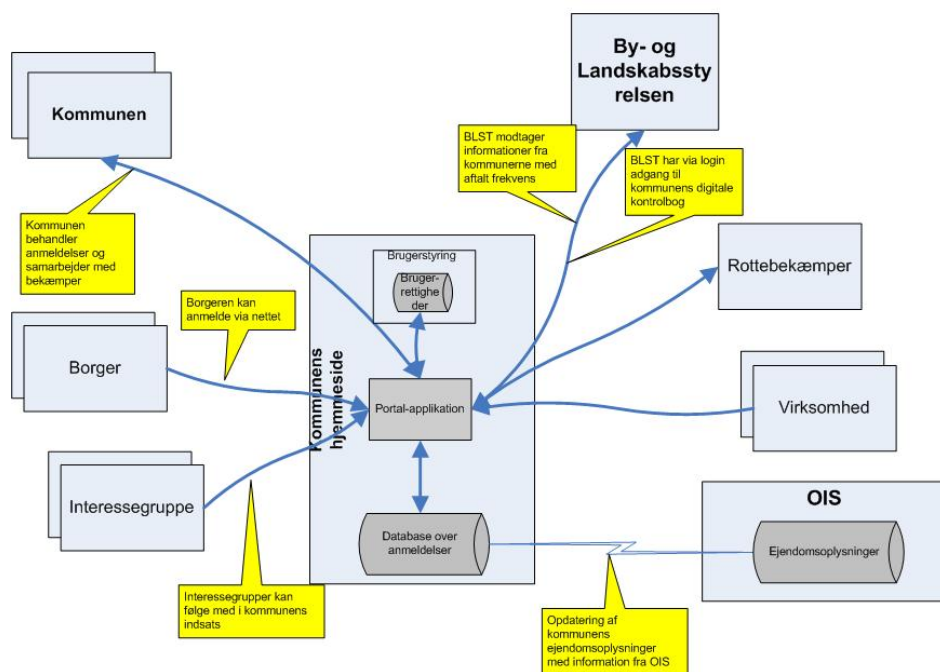 By- og
Landskabssty
relsen
Kommunen
BLST modtager
informationer fra
kommunerne med
aftalt frekvens
BLST har via login
adgang til
kommunens digitale
kontrolbog
Kommunen
behandler
anmeldelser og
samarbejder med
bekæmper
Brugerstyring
Bruger-
rettighe
der
Rottebekæmper
Borgeren kan
anmelde via nettet
Borger
Kommunens
hjemmeside
Portal-applikation
Virksomhed
Interessegruppe
OIS
Database over
anmeldelser
Ejendomsoplysninger
Interessegrupper kan
følge med i kommunens
indsats
Opdatering af
kommunens
ejendomsoplysninger
med information fra OIS